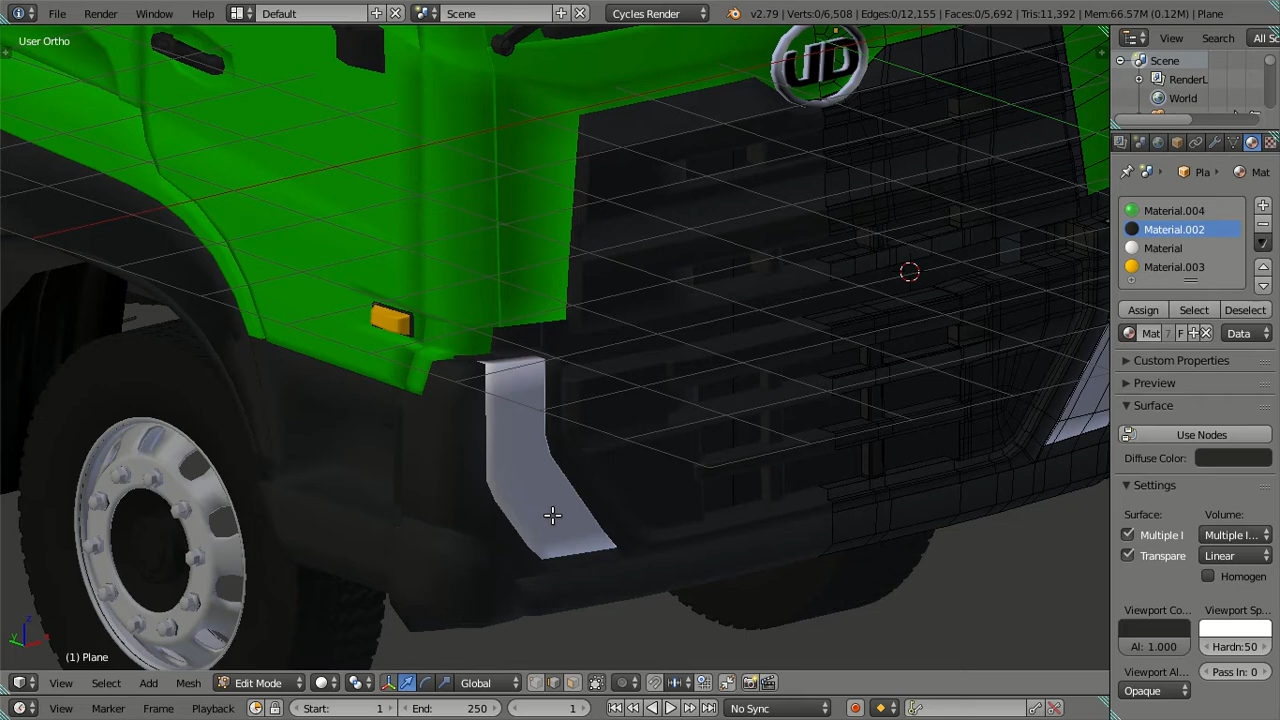 File Render Window Help Default Scene Cycles Render v2.79 | Verts:0/6,508 | Edges:0/12,155 | Faces:0/5,692 | Tris:11,392 | Mem:66.57M (0.12M) | Plane
User Ortho
View Search All Sc
Scene
RenderL
World
UD
Pla Mat
Material.004
Material.002
Material
Material.003
Assign Select Deselect
Mat 7 F Data
Custom Properties
Preview
Surface
Use Nodes
Diffuse Color:
Settings
Surface: Volume:
Multiple I Multiple I...
Transpare Linear
Homogen
Viewport Co... Viewport Sp...
Al: 1.000 Hardn:50
Viewport Al... Pass In: 0
Opaque
(1) Plane
View Select Add Mesh Edit Mode Global
View Marker Frame Playback Start: 1 End: 250 1 No Sync